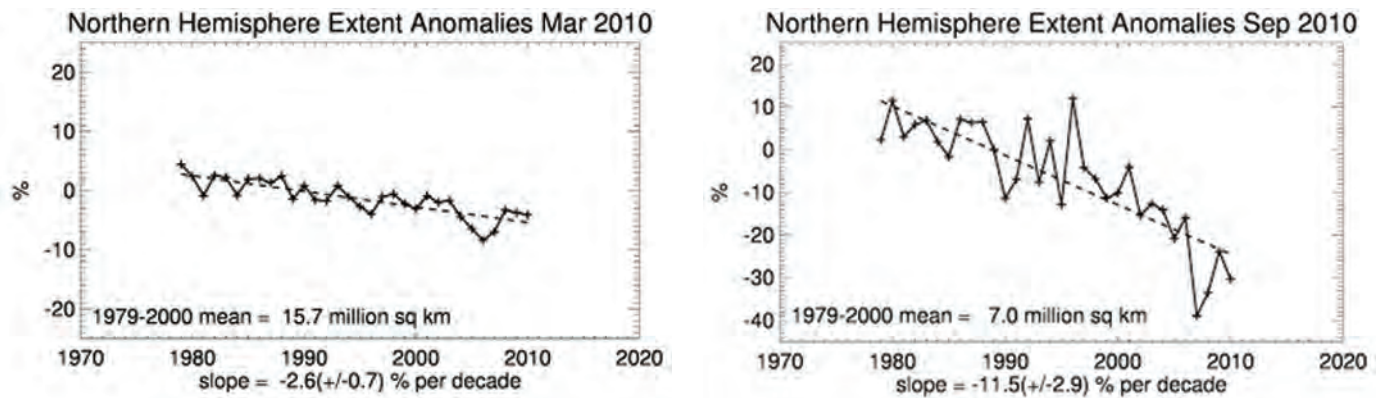 Northern Hemisphere Extent Anomalies Mar 2010
20
10
0
-10
-20
%
1979-2000 mean = 15.7 million sq km
1970 1980 1990 2000 2010 2020
slope = -2.6(+/-0.7) % per decade
Northern Hemisphere Extent Anomalies Sep 2010
20
10
0
-10
-20
-30
-40
%
1979-2000 mean = 7.0 million sq km
1970 1980 1990 2000 2010 2020
slope = -11.5(+/-2.9) % per decade